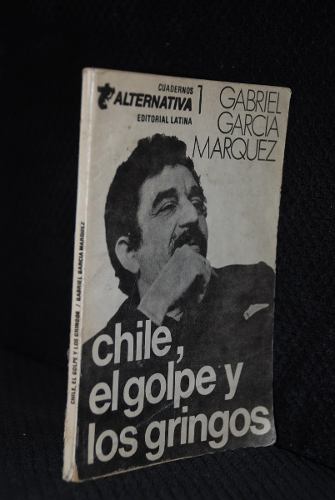 CUADERNOS
ALTERNATIVA 1
EDITORIAL LATINA
GABRIEL
GARCIA
MARQUEZ
chile,
el golpe y
los gringos
CHILE, EL GOLPE Y LOS GRINGOS / GABRIEL GARCIA MARQUEZ